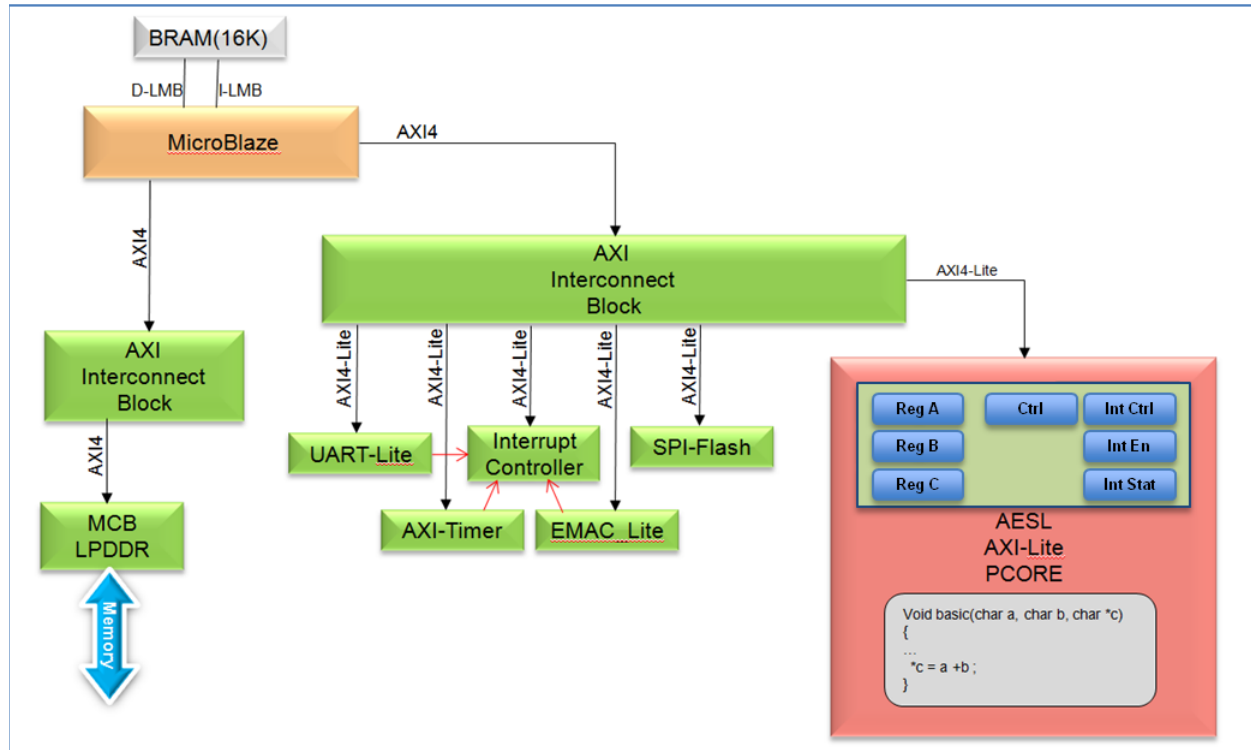 BRAM(16K)
D-LMB
I-LMB
MicroBlaze
AXI4
AXI4
AXI
Interconnect
Block
AXI4-Lite
AXI
Interconnect
Block
AXI4
MCB
LPDDR
Memory
AXI4-Lite
AXI4-Lite
AXI4-Lite
AXI4-Lite
AXI4-Lite
UART-Lite
Interrupt
Controller
SPI-Flash
AXI-Timer
EMAC_Lite
Reg A
Ctrl
Int Ctrl
Reg B
Int En
Reg C
Int Stat
AESL
AXI-Lite
PCORE
Void basic(char a, char b, char *c)
{
...
*c = a +b ;
}